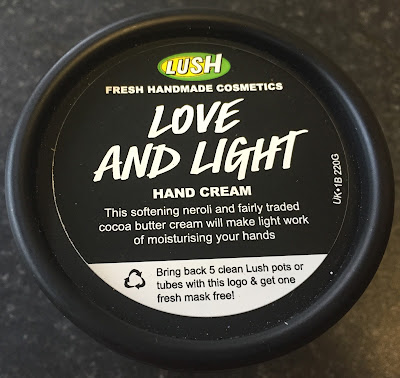 LUSH
FRESH HANDMADE COSMETICS
LOVE
AND LIGHT
HAND CREAM
This softening neroli and fairly traded
cocoa butter cream will make light work
of moisturising your hands
UK•1B 220G
Bring back 5 clean Lush pots or
tubes with this logo & get one
fresh mask free!